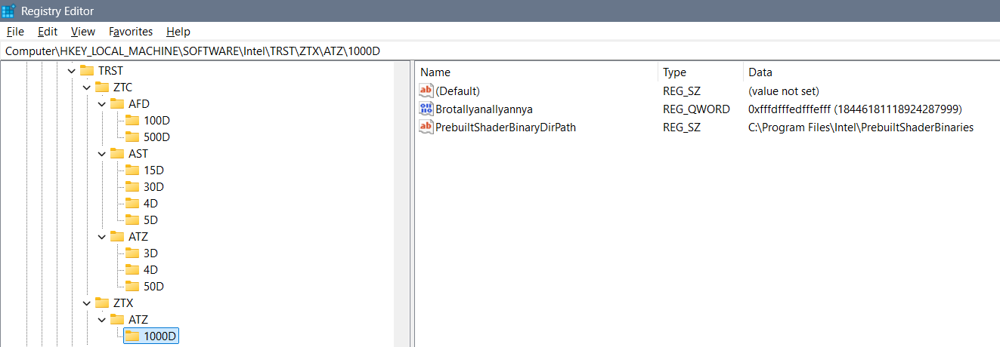 Registry Editor
File Edit View Favorites Help
Computer\HKEY_LOCAL_MACHINE\SOFTWARE\Intel\TRST\ZTX\ATZ\1000D
TRST
ZTC
AFD
100D
500D
AST
15D
30D
4D
5D
ATZ
3D
4D
50D
ZTX
ATZ
1000D
Name Type Data
(Default) REG_SZ (value not set)
Brotallyanallyannya REG_QWORD 0xfffdfffedfffefff (18446181118924287999)
PrebuiltShaderBinaryDirPath REG_SZ C:\Program Files\Intel\PrebuiltShaderBinaries